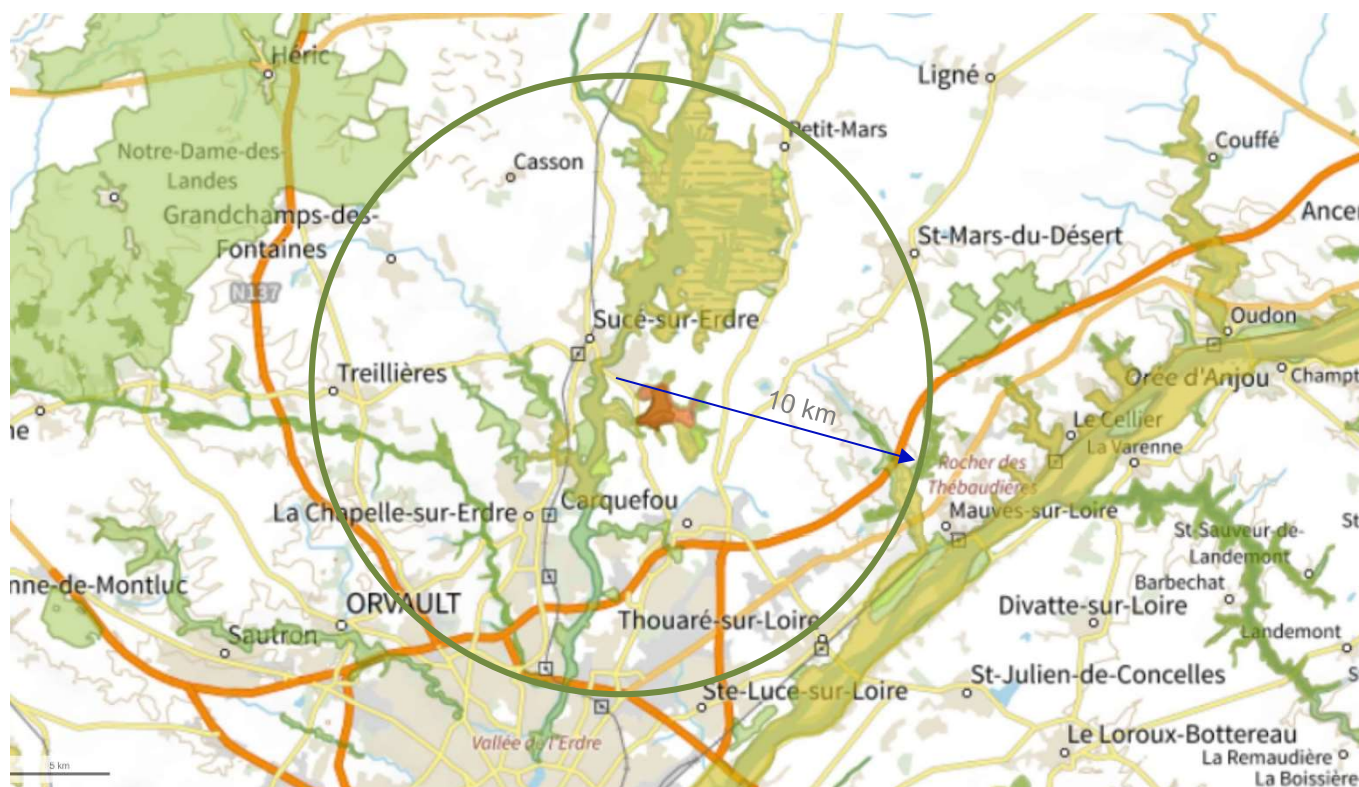 Héric
Ligné
Petit-Mars
Couffé
Notre-Dame-des-
Landes
Casson
Grandchamps-des-
Fontaines
St-Mars-du-Désert
Ancen
N137
Sucé-sur-Erdre
Oudon
Treillières
Orée d'Anjou
Champt
10 km
ne
Le Cellier
La Varenne
Rocher des
Thébaudières
Carquefou
La Chapelle-sur-Erdre
Mauves-sur-Loire
St-Sauveur-de-
Landemont
St
nne-de-Montluc
Barbechat
ORVAULT
Divatte-sur-Loire
Thouaré-sur-Loire
Sautron
Landemont
St-Julien-de-Concelles
S
Ste-Luce-sur-Loire
Vallée de l'Erdre
Le Loroux-Bottereau
La Remaudière
La Boissière
5 km